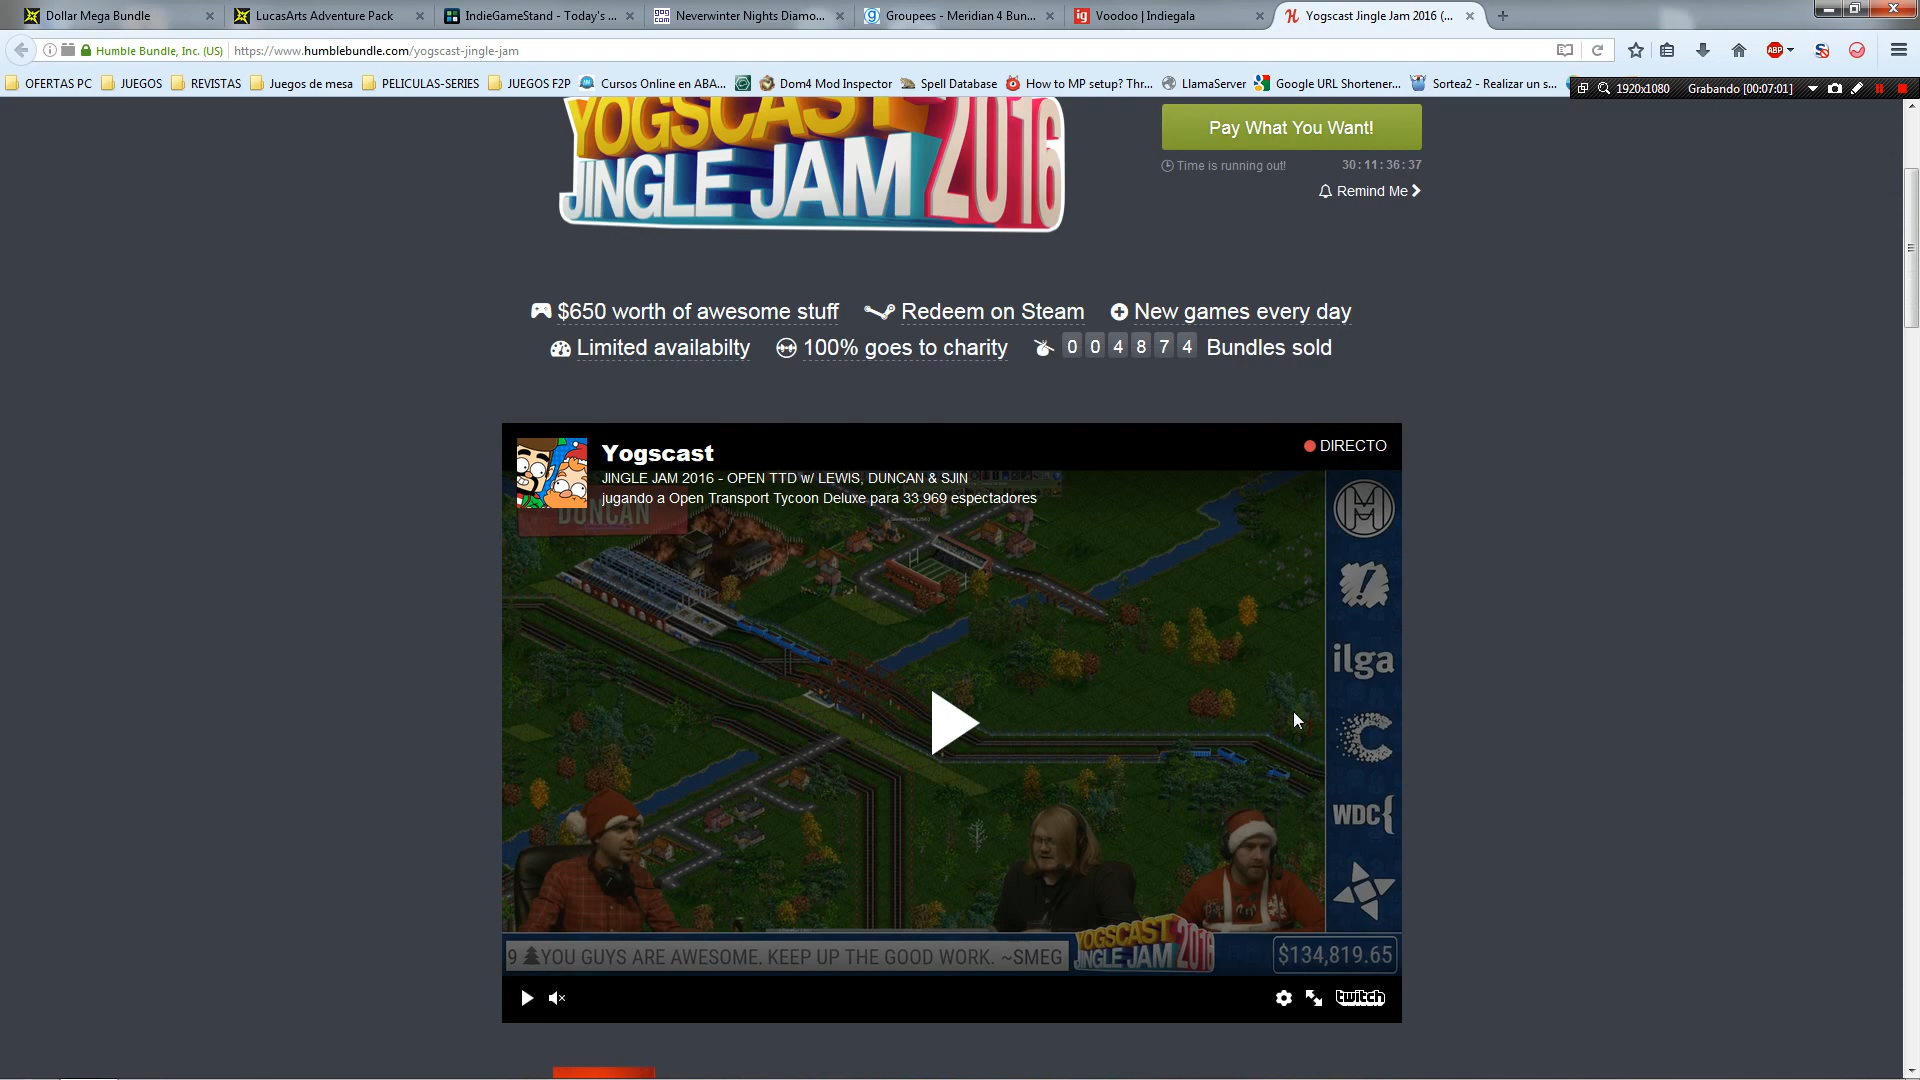 Dollar Mega Bundle
LucasArts Adventure Pack
IndieGameStand - Today's ...
Neverwinter Nights Diamo...
Groupees - Meridian 4 Bun...
Voodoo | Indiegala
Yogscast Jingle Jam 2016 (...
Humble Bundle, Inc. (US)
https://www.humblebundle.com/yogscast-jingle-jam
ABP
OFERTAS PC
JUEGOS
REVISTAS
Juegos de mesa
PELICULAS-SERIES
JUEGOS F2P
Cursos Online en ABA...
Dom4 Mod Inspector
Spell Database
How to MP setup? Thr...
LlamaServer
Google URL Shortener...
Sortea2 - Realizar un s...
1920x1080
Grabando [00:07:01]
YOGSCAST
JINGLE JAM 2016
Pay What You Want!
Time is running out!
30:11:36:37
Remind Me
$650 worth of awesome stuff
Redeem on Steam
New games every day
Limited availabilty
100% goes to charity
004874
Bundles sold
Yogscast
DIRECTO
JINGLE JAM 2016 - OPEN TTD w/ LEWIS, DUNCAN & SJIN
jugando a Open Transport Tycoon Deluxe para 33.969 espectadores
DUNCAN
ilga
WDC
9 YOU GUYS ARE AWESOME. KEEP UP THE GOOD WORK. ~SMEG
YOGSCAST
JINGLE JAM 2016
$134,819.65
twitch